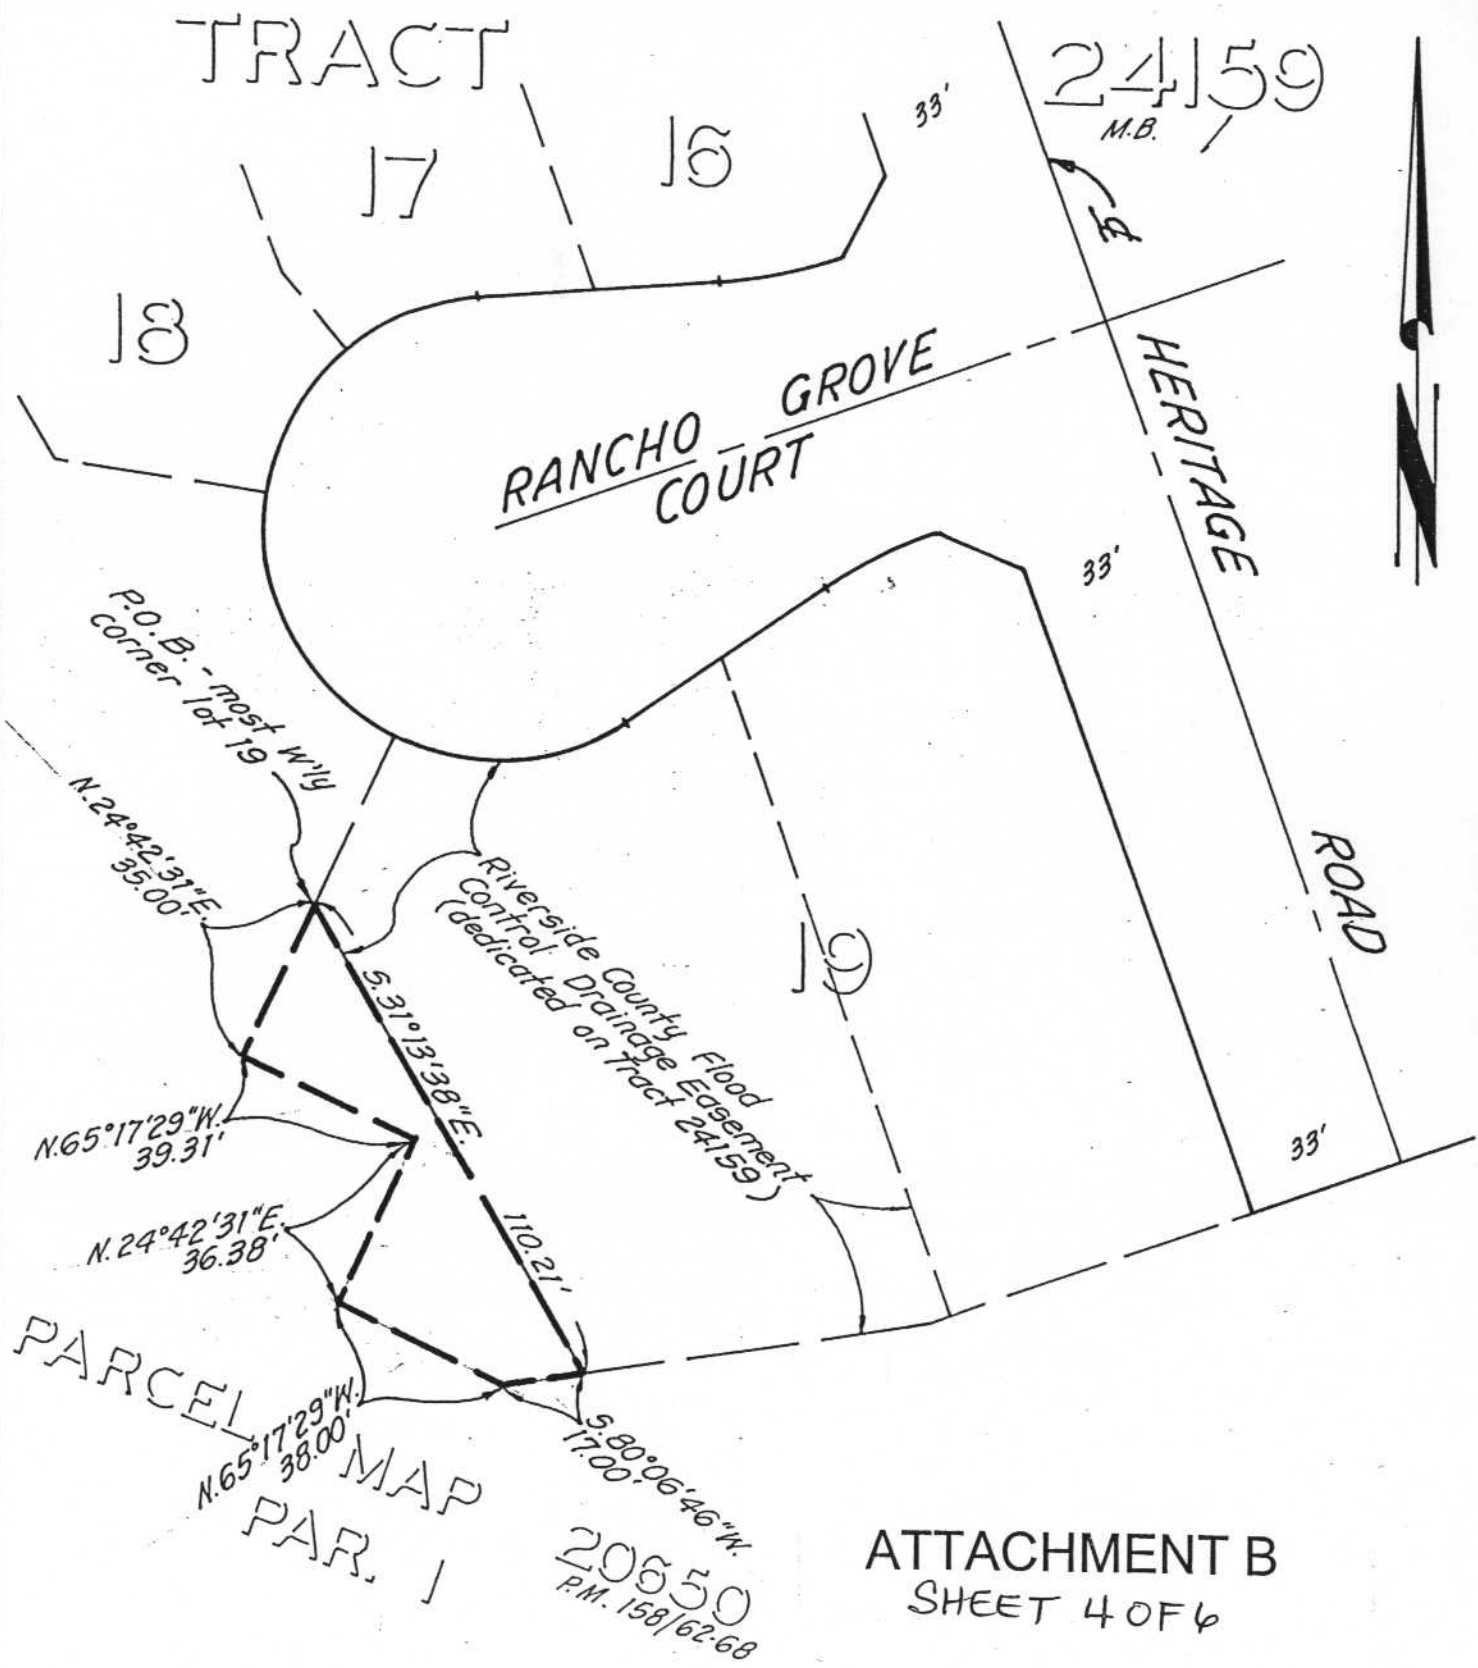 TRACT
24159
M.B. /
33'
16
17
18
℄
RANCHO GROVE
COURT
HERITAGE
ROAD
N
33'
P.O.B. - most w'ly
corner lot 19
N.24°42'31"E.
35.00'
S.31°13'38"E.
110.21'
Riverside County Flood
Control Drainage Easement
(dedicated on Tract 24159)
19
N.65°17'29"W.
39.31'
33'
N.24°42'31"E.
36.38'
PARCEL MAP
PAR. 1
N.65°17'29"W.
38.00'
S.80°06'46"W.
17.00'
20650
P.M. 158/62-68
ATTACHMENT B
SHEET 4 OF 6